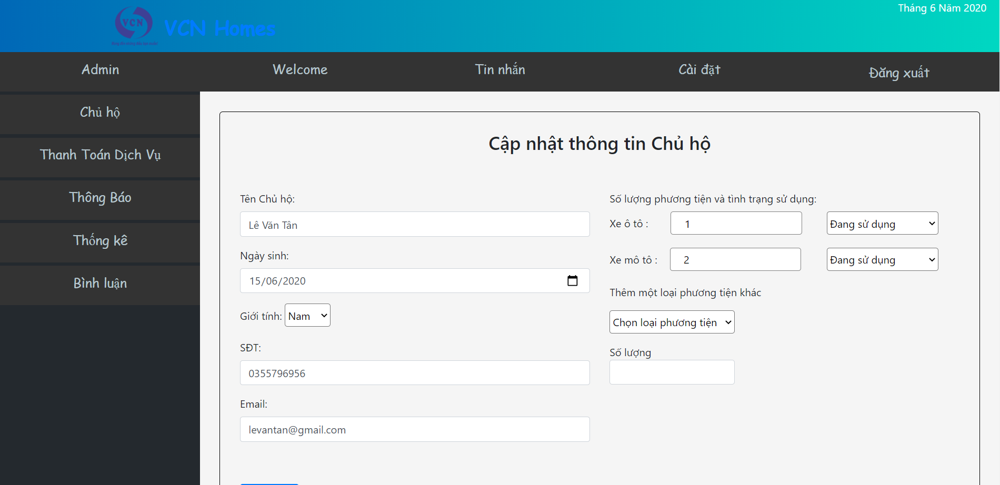 Tháng 6 Năm 2020
VCN
VCN Homes
Admin
Welcome
Tin nhắn
Cài đặt
Đăng xuất
Chủ hộ
Thanh Toán Dịch Vụ
Thông Báo
Thống kê
Bình luận
Cập nhật thông tin Chủ hộ
Tên Chủ hộ:
Lê Văn Tân
Ngày sinh:
15/06/2020
Giới tính: Nam
SĐT:
0355796956
Email:
levantan@gmail.com
Số lượng phương tiện và tình trạng sử dụng:
Xe ô tô : 1 Đang sử dụng
Xe mô tô : 2 Đang sử dụng
Thêm một loại phương tiện khác
Chọn loại phương tiện
Số lượng